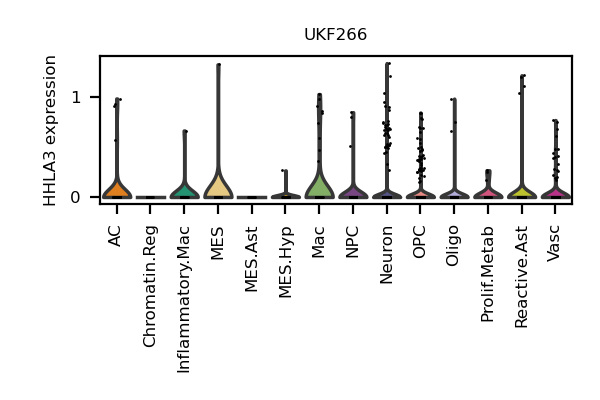 UKF266
HHLA3 expression
1
0
AC
Chromatin.Reg
Inflammatory.Mac
MES
MES.Ast
MES.Hyp
Mac
NPC
Neuron
OPC
Oligo
Prolif.Metab
Reactive.Ast
Vasc